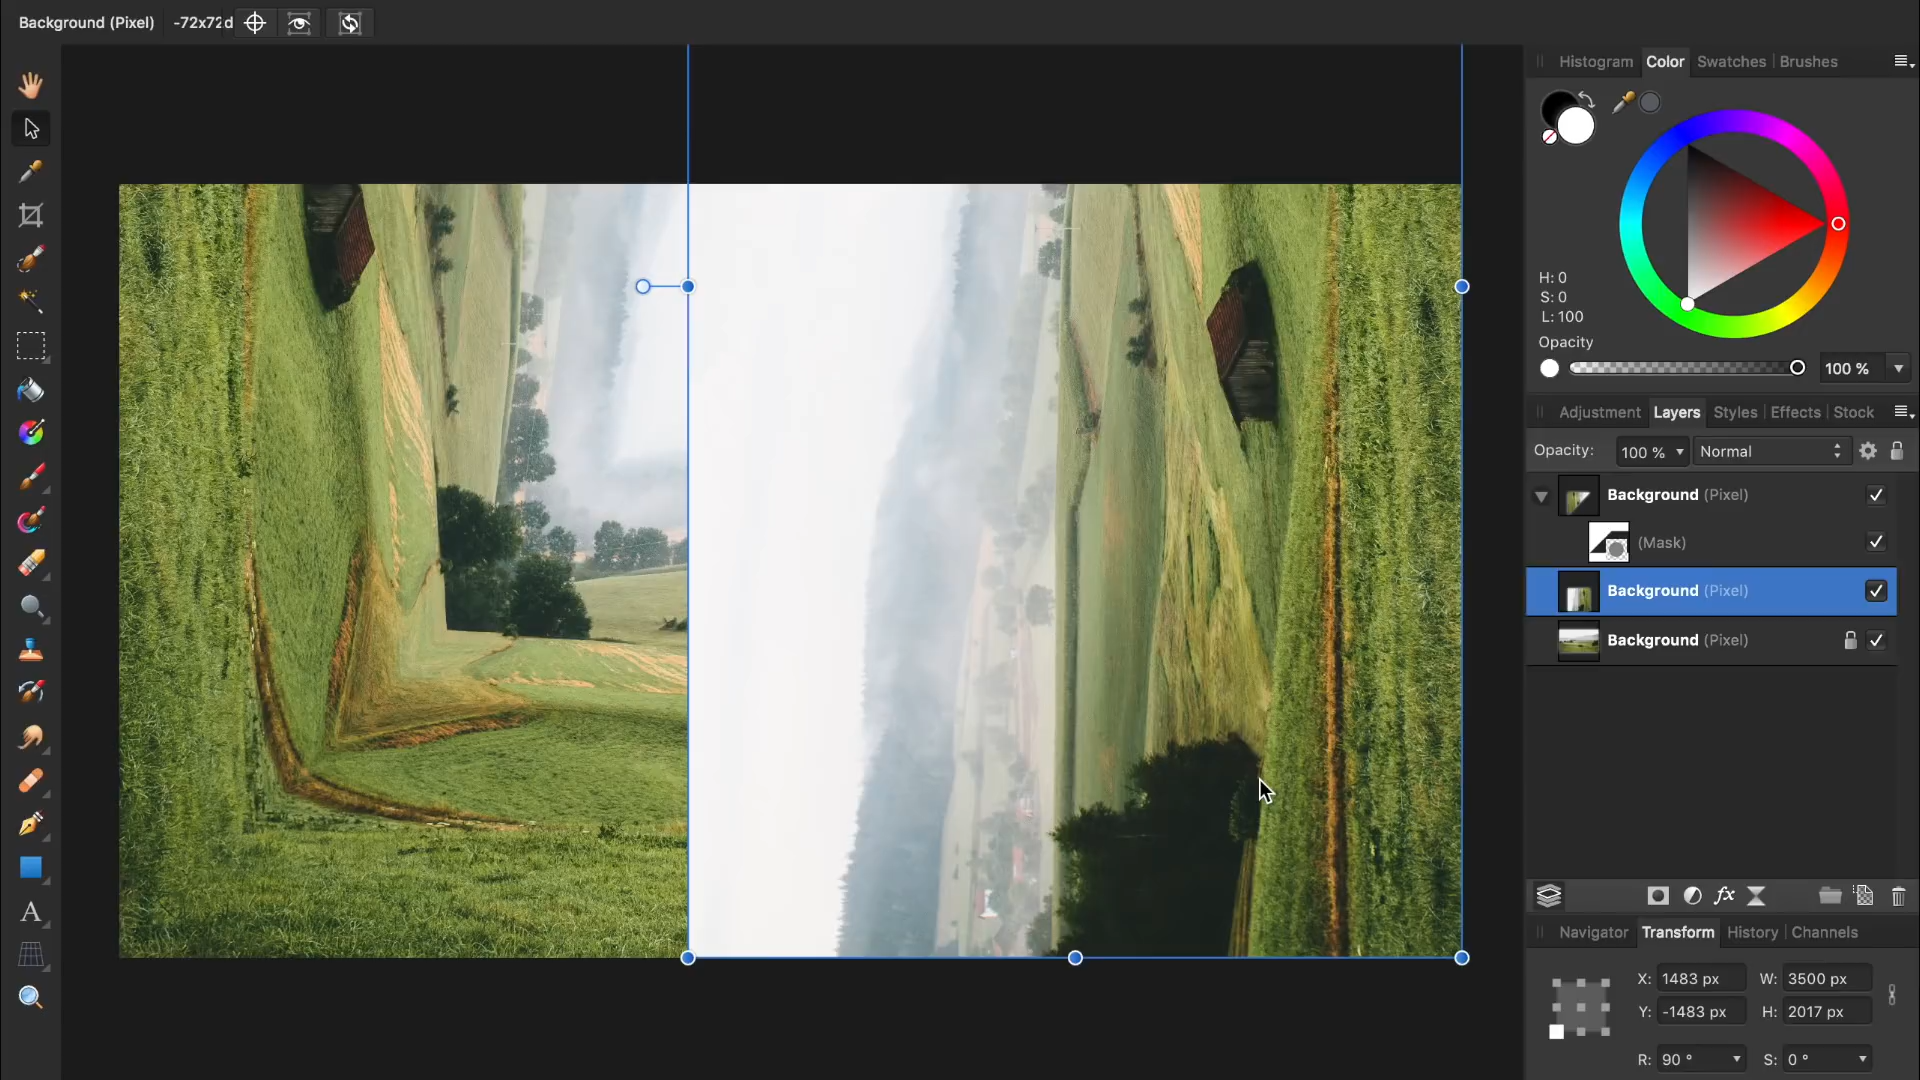 Background (Pixel) -72x72d
Histogram Color Swatches Brushes
H: 0
S: 0
L: 100
Opacity
100 %
Adjustment Layers Styles Effects Stock
Opacity: 100 % Normal
Background (Pixel)
(Mask)
Background (Pixel)
Background (Pixel)
fx
A
Navigator Transform History Channels
X: 1483 px W: 3500 px
Y: -1483 px H: 2017 px
R: 90 ° S: 0 °